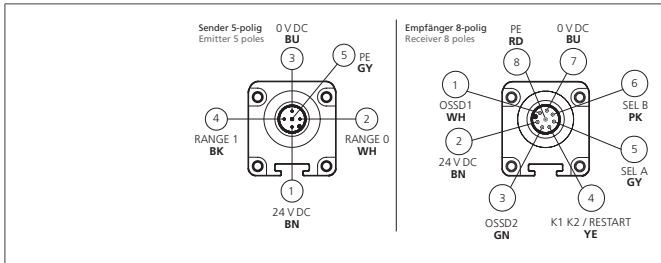 Sender 5-polig
Emitter 5 poles
0 V DC
BU
3
5
PE
GY
4
RANGE 1
BK
2
RANGE 0
WH
1
24 V DC
BN
Empfänger 8-polig
Receiver 8 poles
PE
RD
0 V DC
BU
8
7
1
OSSD1
WH
6
SEL B
PK
2
24 V DC
BN
5
SEL A
GY
3
OSSD2
GN
4
K1 K2 / RESTART
YE